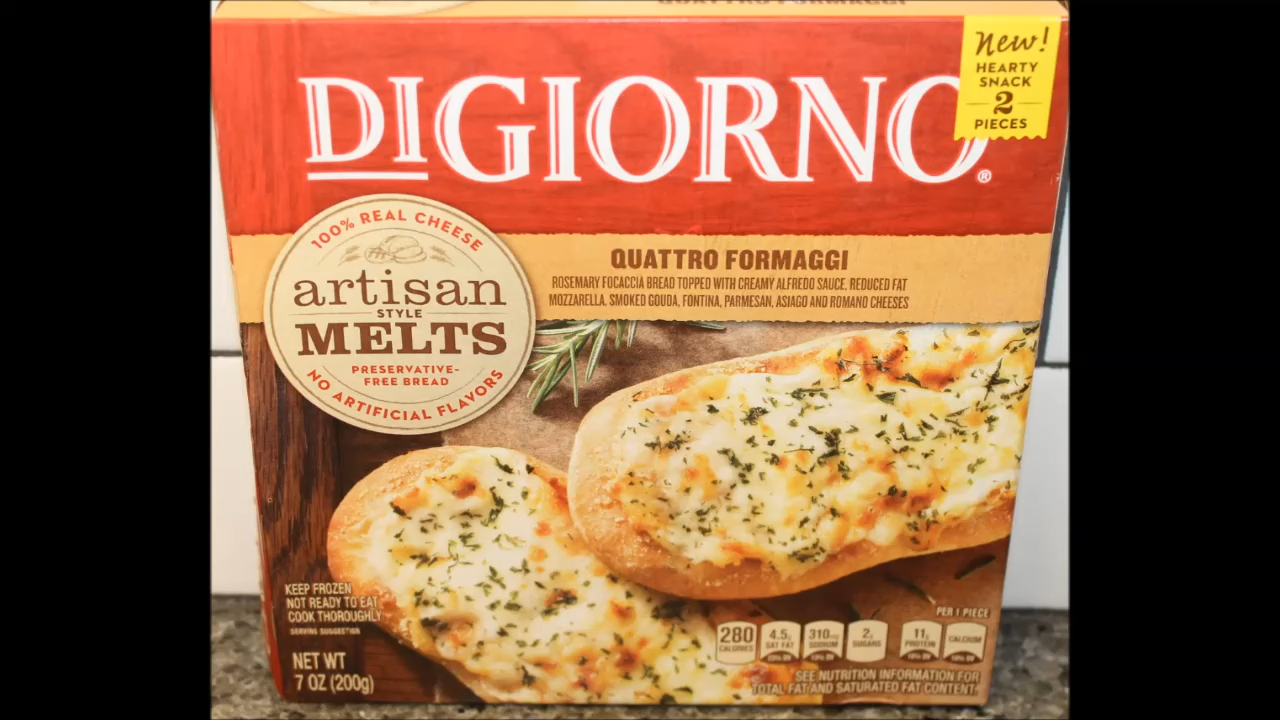 New!
HEARTY
SNACK
2
PIECES
DIGIORNO®
100% REAL CHEESE
artisan
STYLE
MELTS
PRESERVATIVE-
FREE BREAD
NO ARTIFICIAL FLAVORS
QUATTRO FORMAGGI
ROSEMARY FOCACCIA BREAD TOPPED WITH CREAMY ALFREDO SAUCE, REDUCED FAT
MOZZARELLA, SMOKED GOUDA, FONTINA, PARMESAN, ASIAGO AND ROMANO CHEESES
KEEP FROZEN
NOT READY TO EAT
COOK THOROUGHLY
SERVING SUGGESTION
NET WT
7 OZ (200g)
PER 1 PIECE
280 CALORIES
4.5g SAT FAT
310mg SODIUM
2g SUGARS
11g PROTEIN
CALCIUM
SEE NUTRITION INFORMATION FOR
TOTAL FAT AND SATURATED FAT CONTENT.